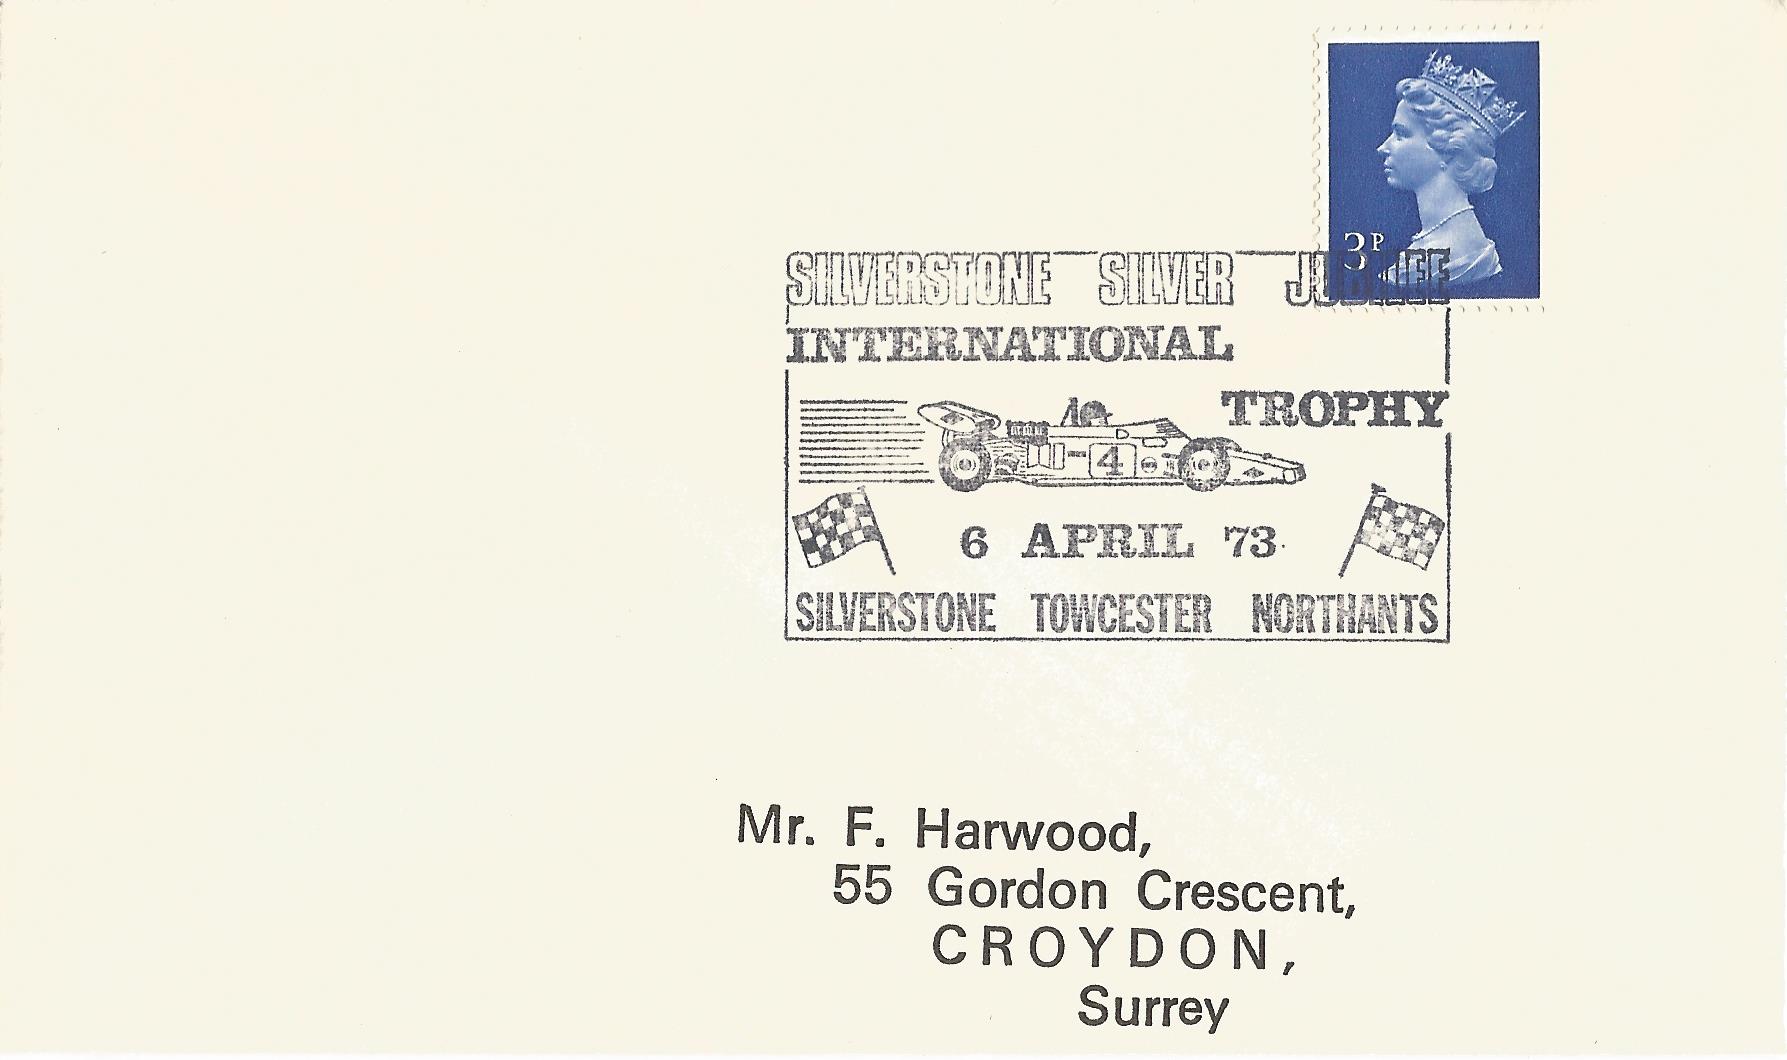 3P
SILVERSTONE SILVER JUBILEE
INTERNATIONAL
TROPHY
4
6 APRIL '73
SILVERSTONE TOWCESTER NORTHANTS
Mr. F. Harwood,
55 Gordon Crescent,
CROYDON,
Surrey